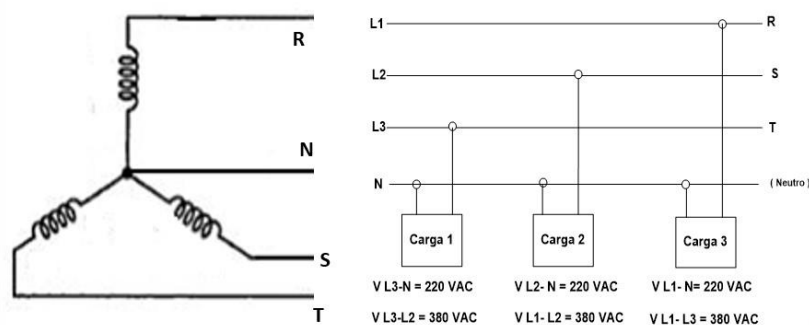 R
N
S
T
L1 R
L2 S
L3 T
N ( Neutro )
Carga 1 Carga 2 Carga 3
V L3-N = 220 VAC V L2- N = 220 VAC V L1- N= 220 VAC
V L3-L2 = 380 VAC V L1- L2 = 380 VAC V L1- L3 = 380 VAC